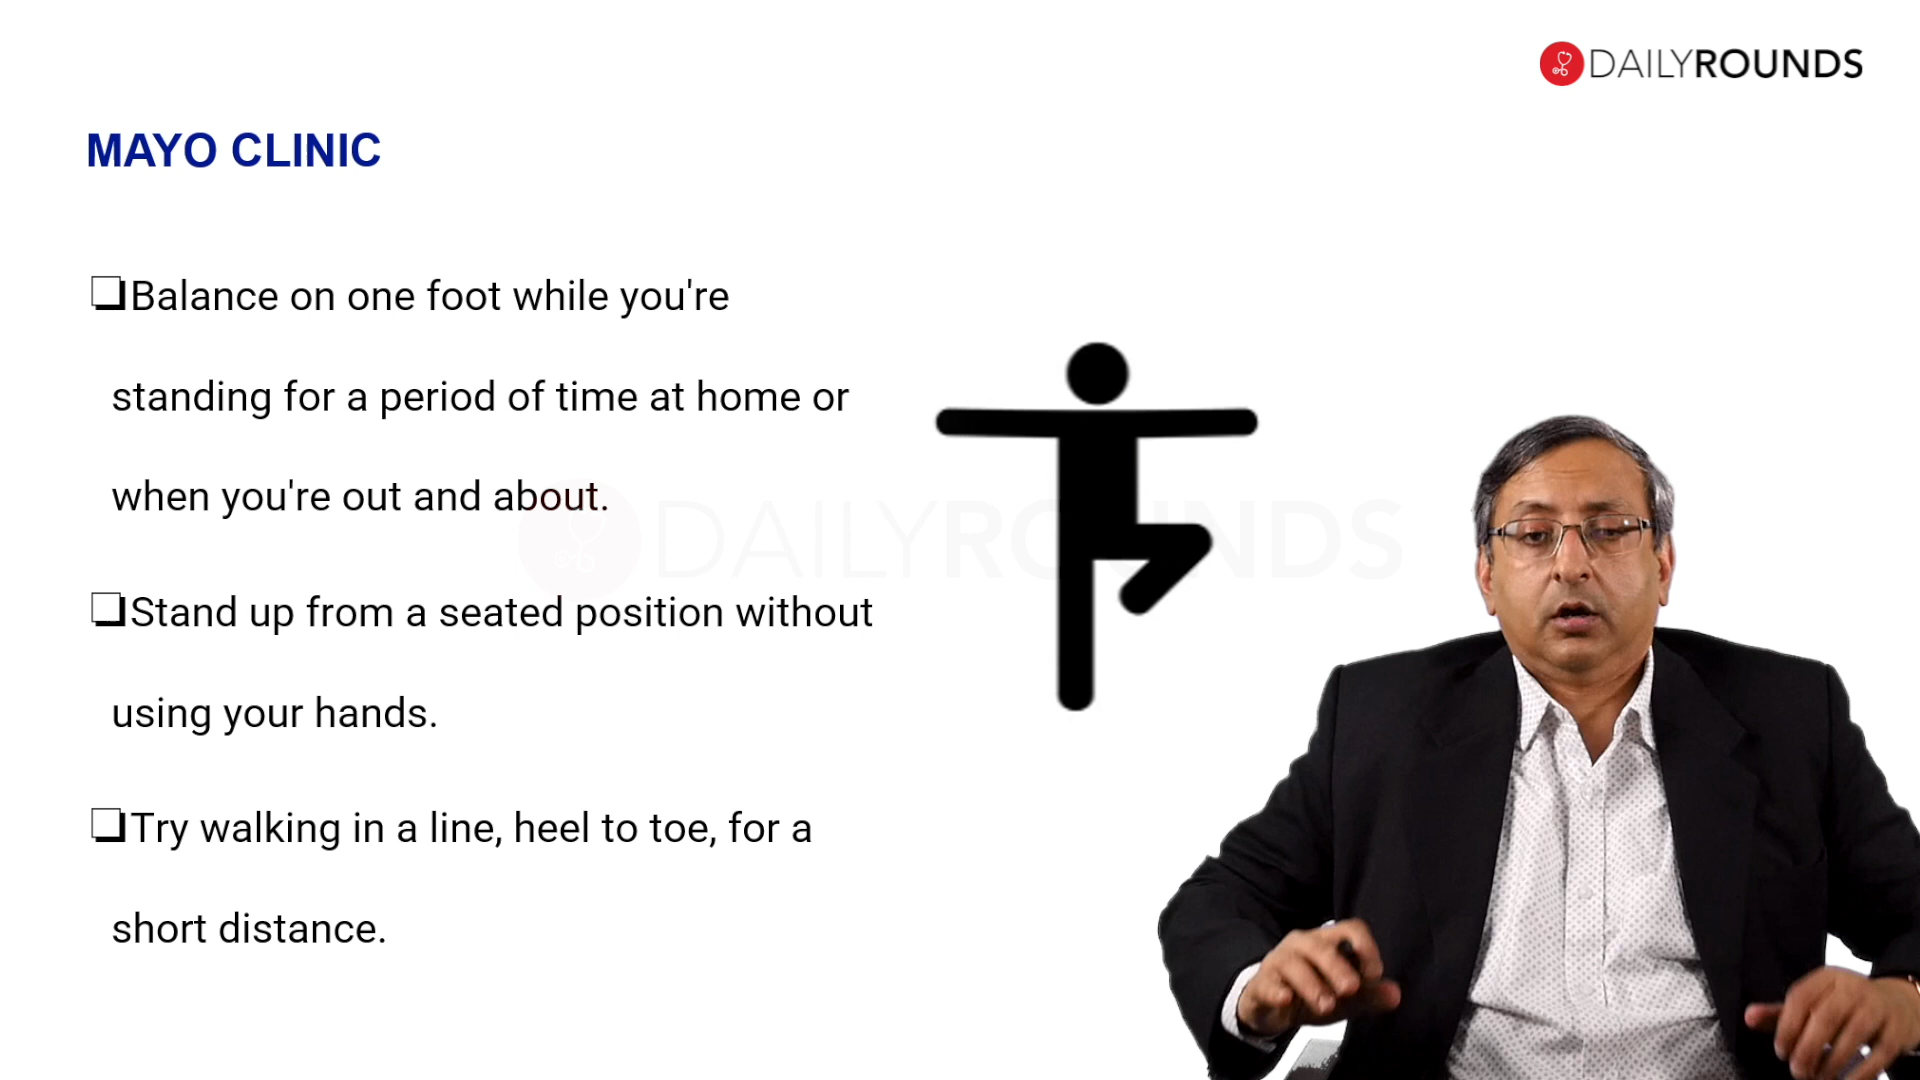 DAILYROUNDS
MAYO CLINIC
❏Balance on one foot while you're
standing for a period of time at home or
when you're out and about.
DAILYROUNDS
❏Stand up from a seated position without
using your hands.
❏Try walking in a line, heel to toe, for a
short distance.